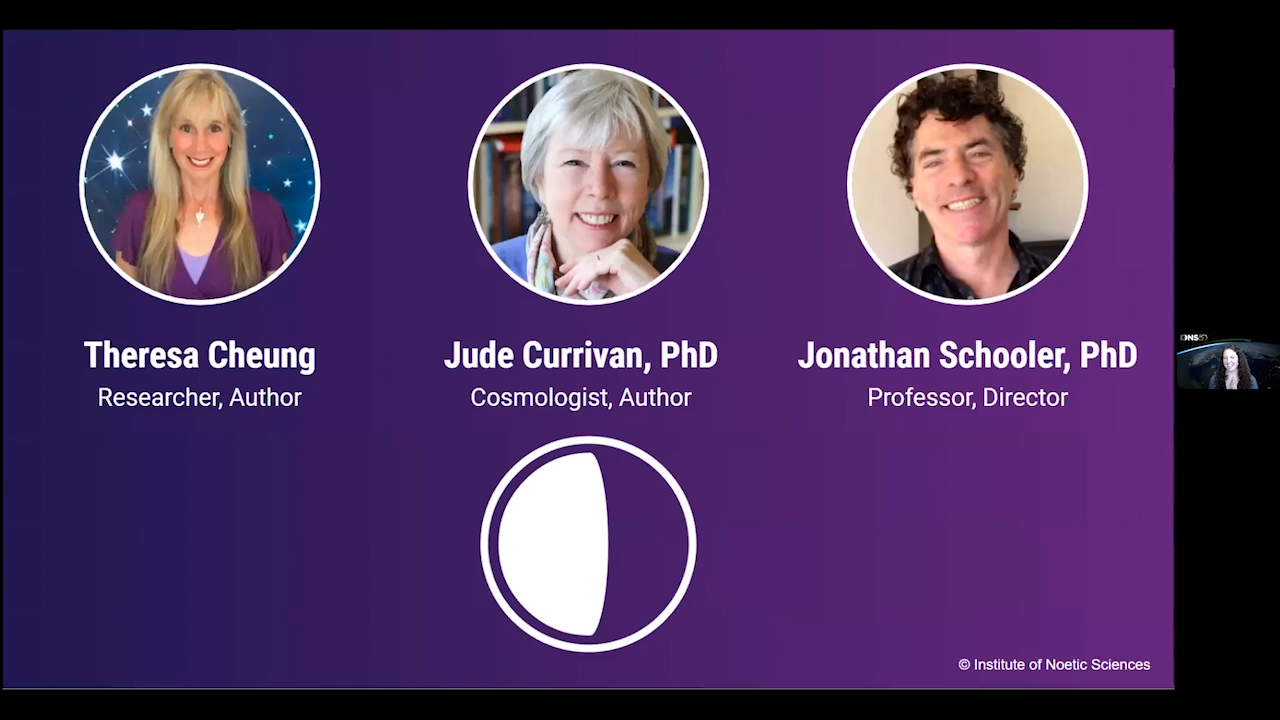 Theresa Cheung
Jude Currivan, PhD
Jonathan Schooler, PhD
Researcher, Author
Cosmologist, Author
Professor, Director
© Institute of Noetic Sciences